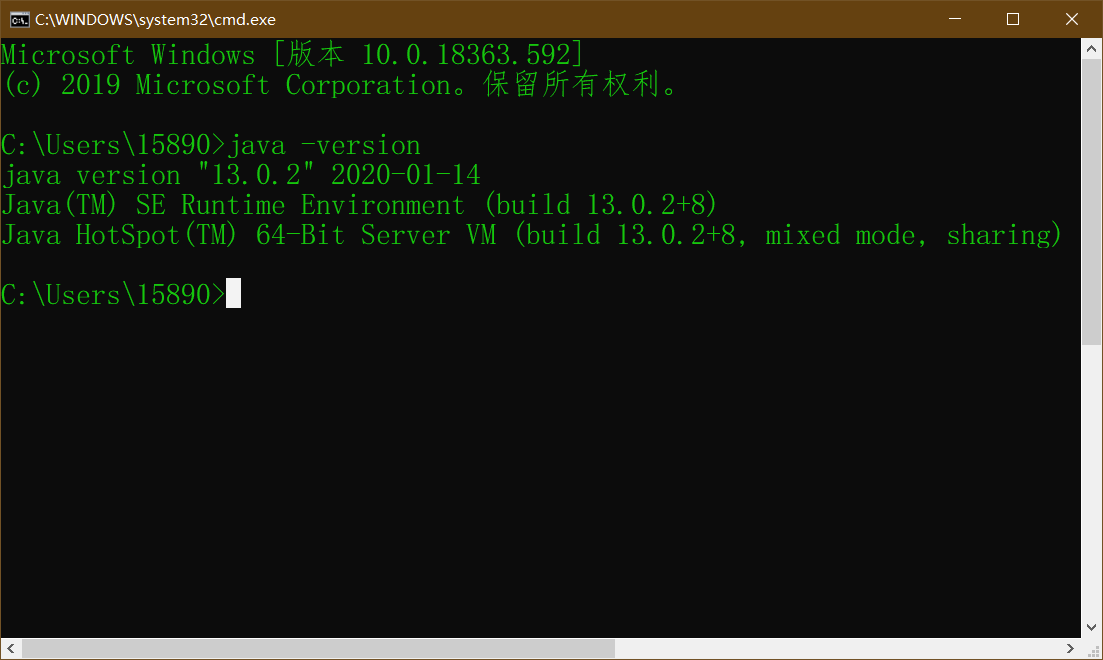 C:\WINDOWS\system32\cmd.exe
Microsoft Windows [版本 10.0.18363.592]
(c) 2019 Microsoft Corporation。保留所有权利。
C:\Users\15890>java -version
java version "13.0.2" 2020-01-14
Java(TM) SE Runtime Environment (build 13.0.2+8)
Java HotSpot(TM) 64-Bit Server VM (build 13.0.2+8, mixed mode, sharing)
C:\Users\15890>